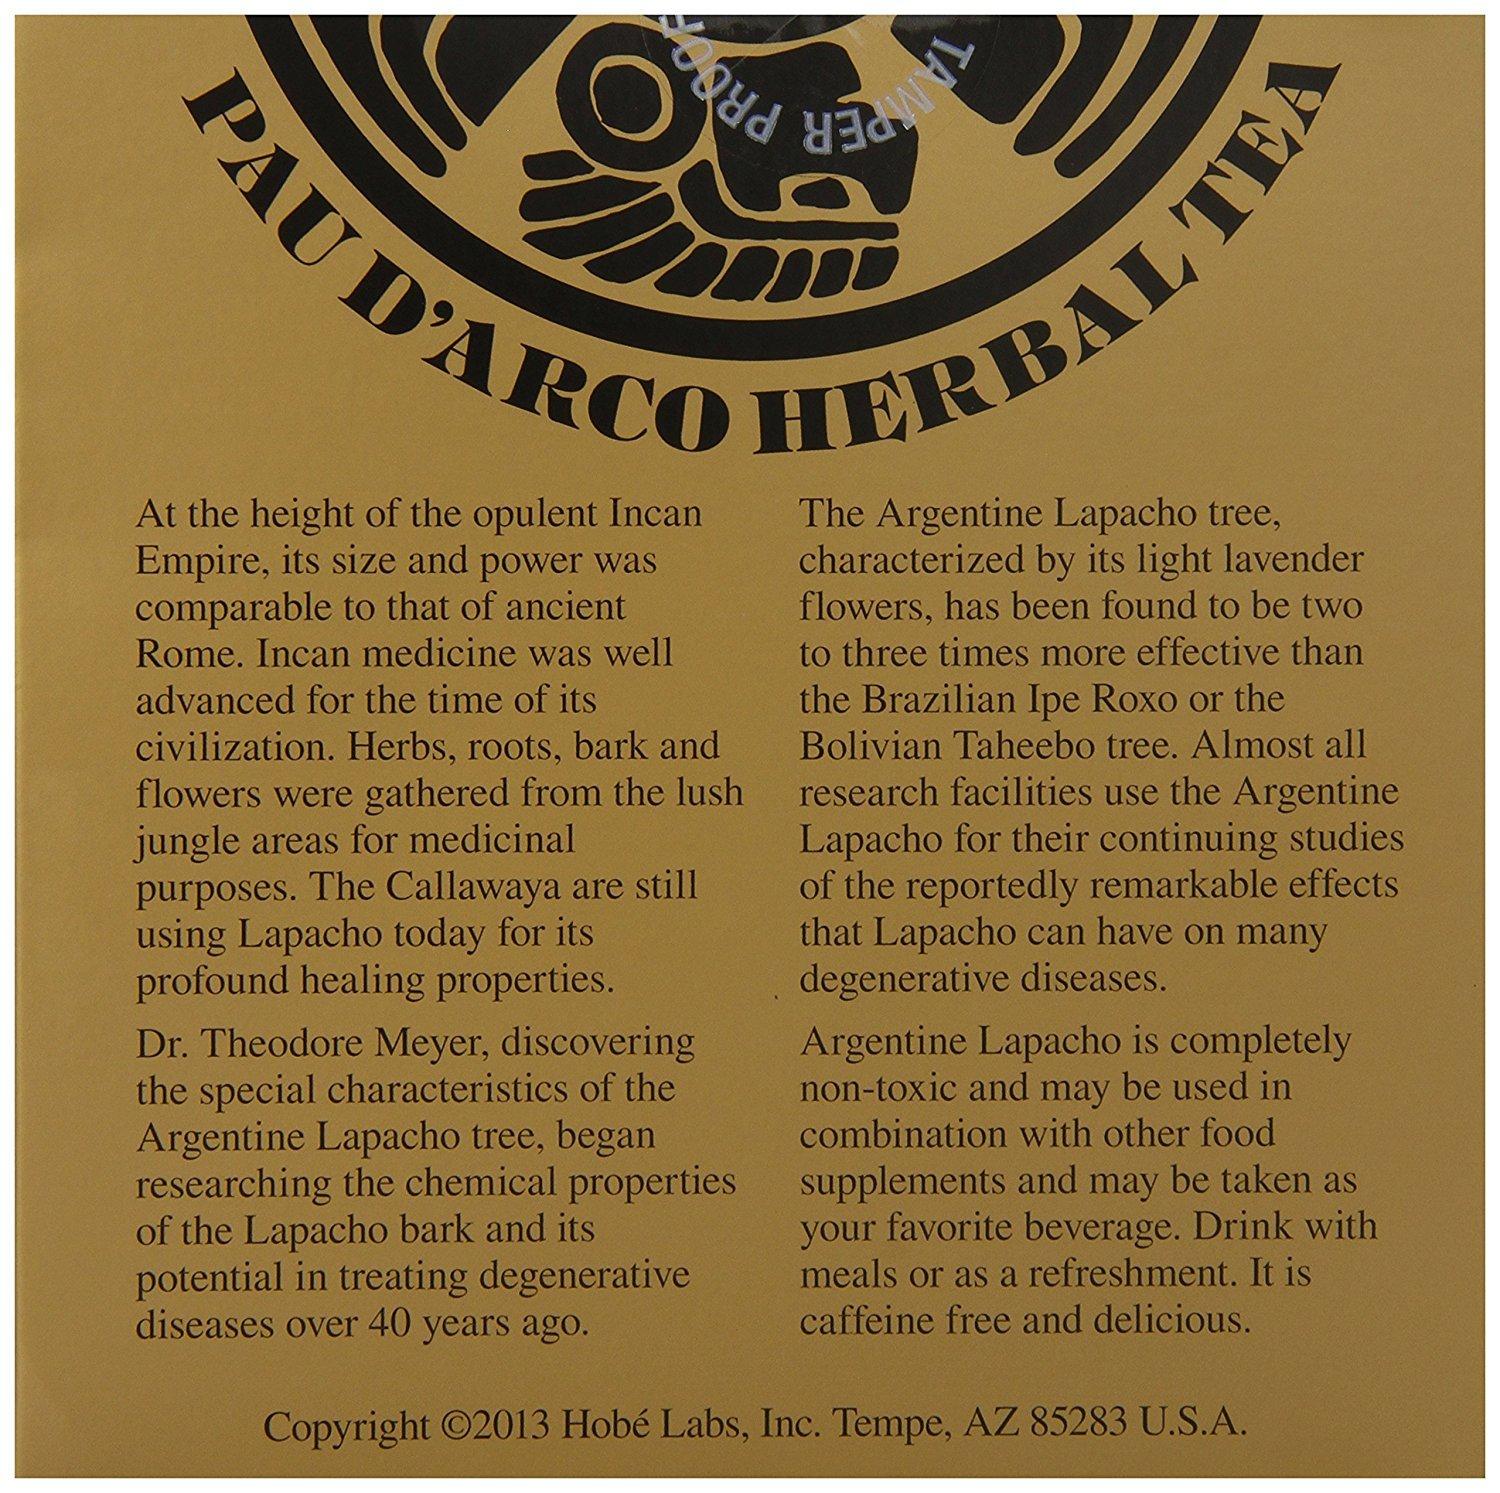 TAMPER PROOF
PAU D'ARCO HERBAL TEA
At the height of the opulent Incan
Empire, its size and power was
comparable to that of ancient
Rome. Incan medicine was well
advanced for the time of its
civilization. Herbs, roots, bark and
flowers were gathered from the lush
jungle areas for medicinal
purposes. The Callawaya are still
using Lapacho today for its
profound healing properties.
Dr. Theodore Meyer, discovering
the special characteristics of the
Argentine Lapacho tree, began
researching the chemical properties
of the Lapacho bark and its
potential in treating degenerative
diseases over 40 years ago.
The Argentine Lapacho tree,
characterized by its light lavender
flowers, has been found to be two
to three times more effective than
the Brazilian Ipe Roxo or the
Bolivian Taheebo tree. Almost all
research facilities use the Argentine
Lapacho for their continuing studies
of the reportedly remarkable effects
that Lapacho can have on many
degenerative diseases.
Argentine Lapacho is completely
non-toxic and may be used in
combination with other food
supplements and may be taken as
your favorite beverage. Drink with
meals or as a refreshment. It is
caffeine free and delicious.
Copyright ©2013 Hobé Labs, Inc. Tempe, AZ 85283 U.S.A.